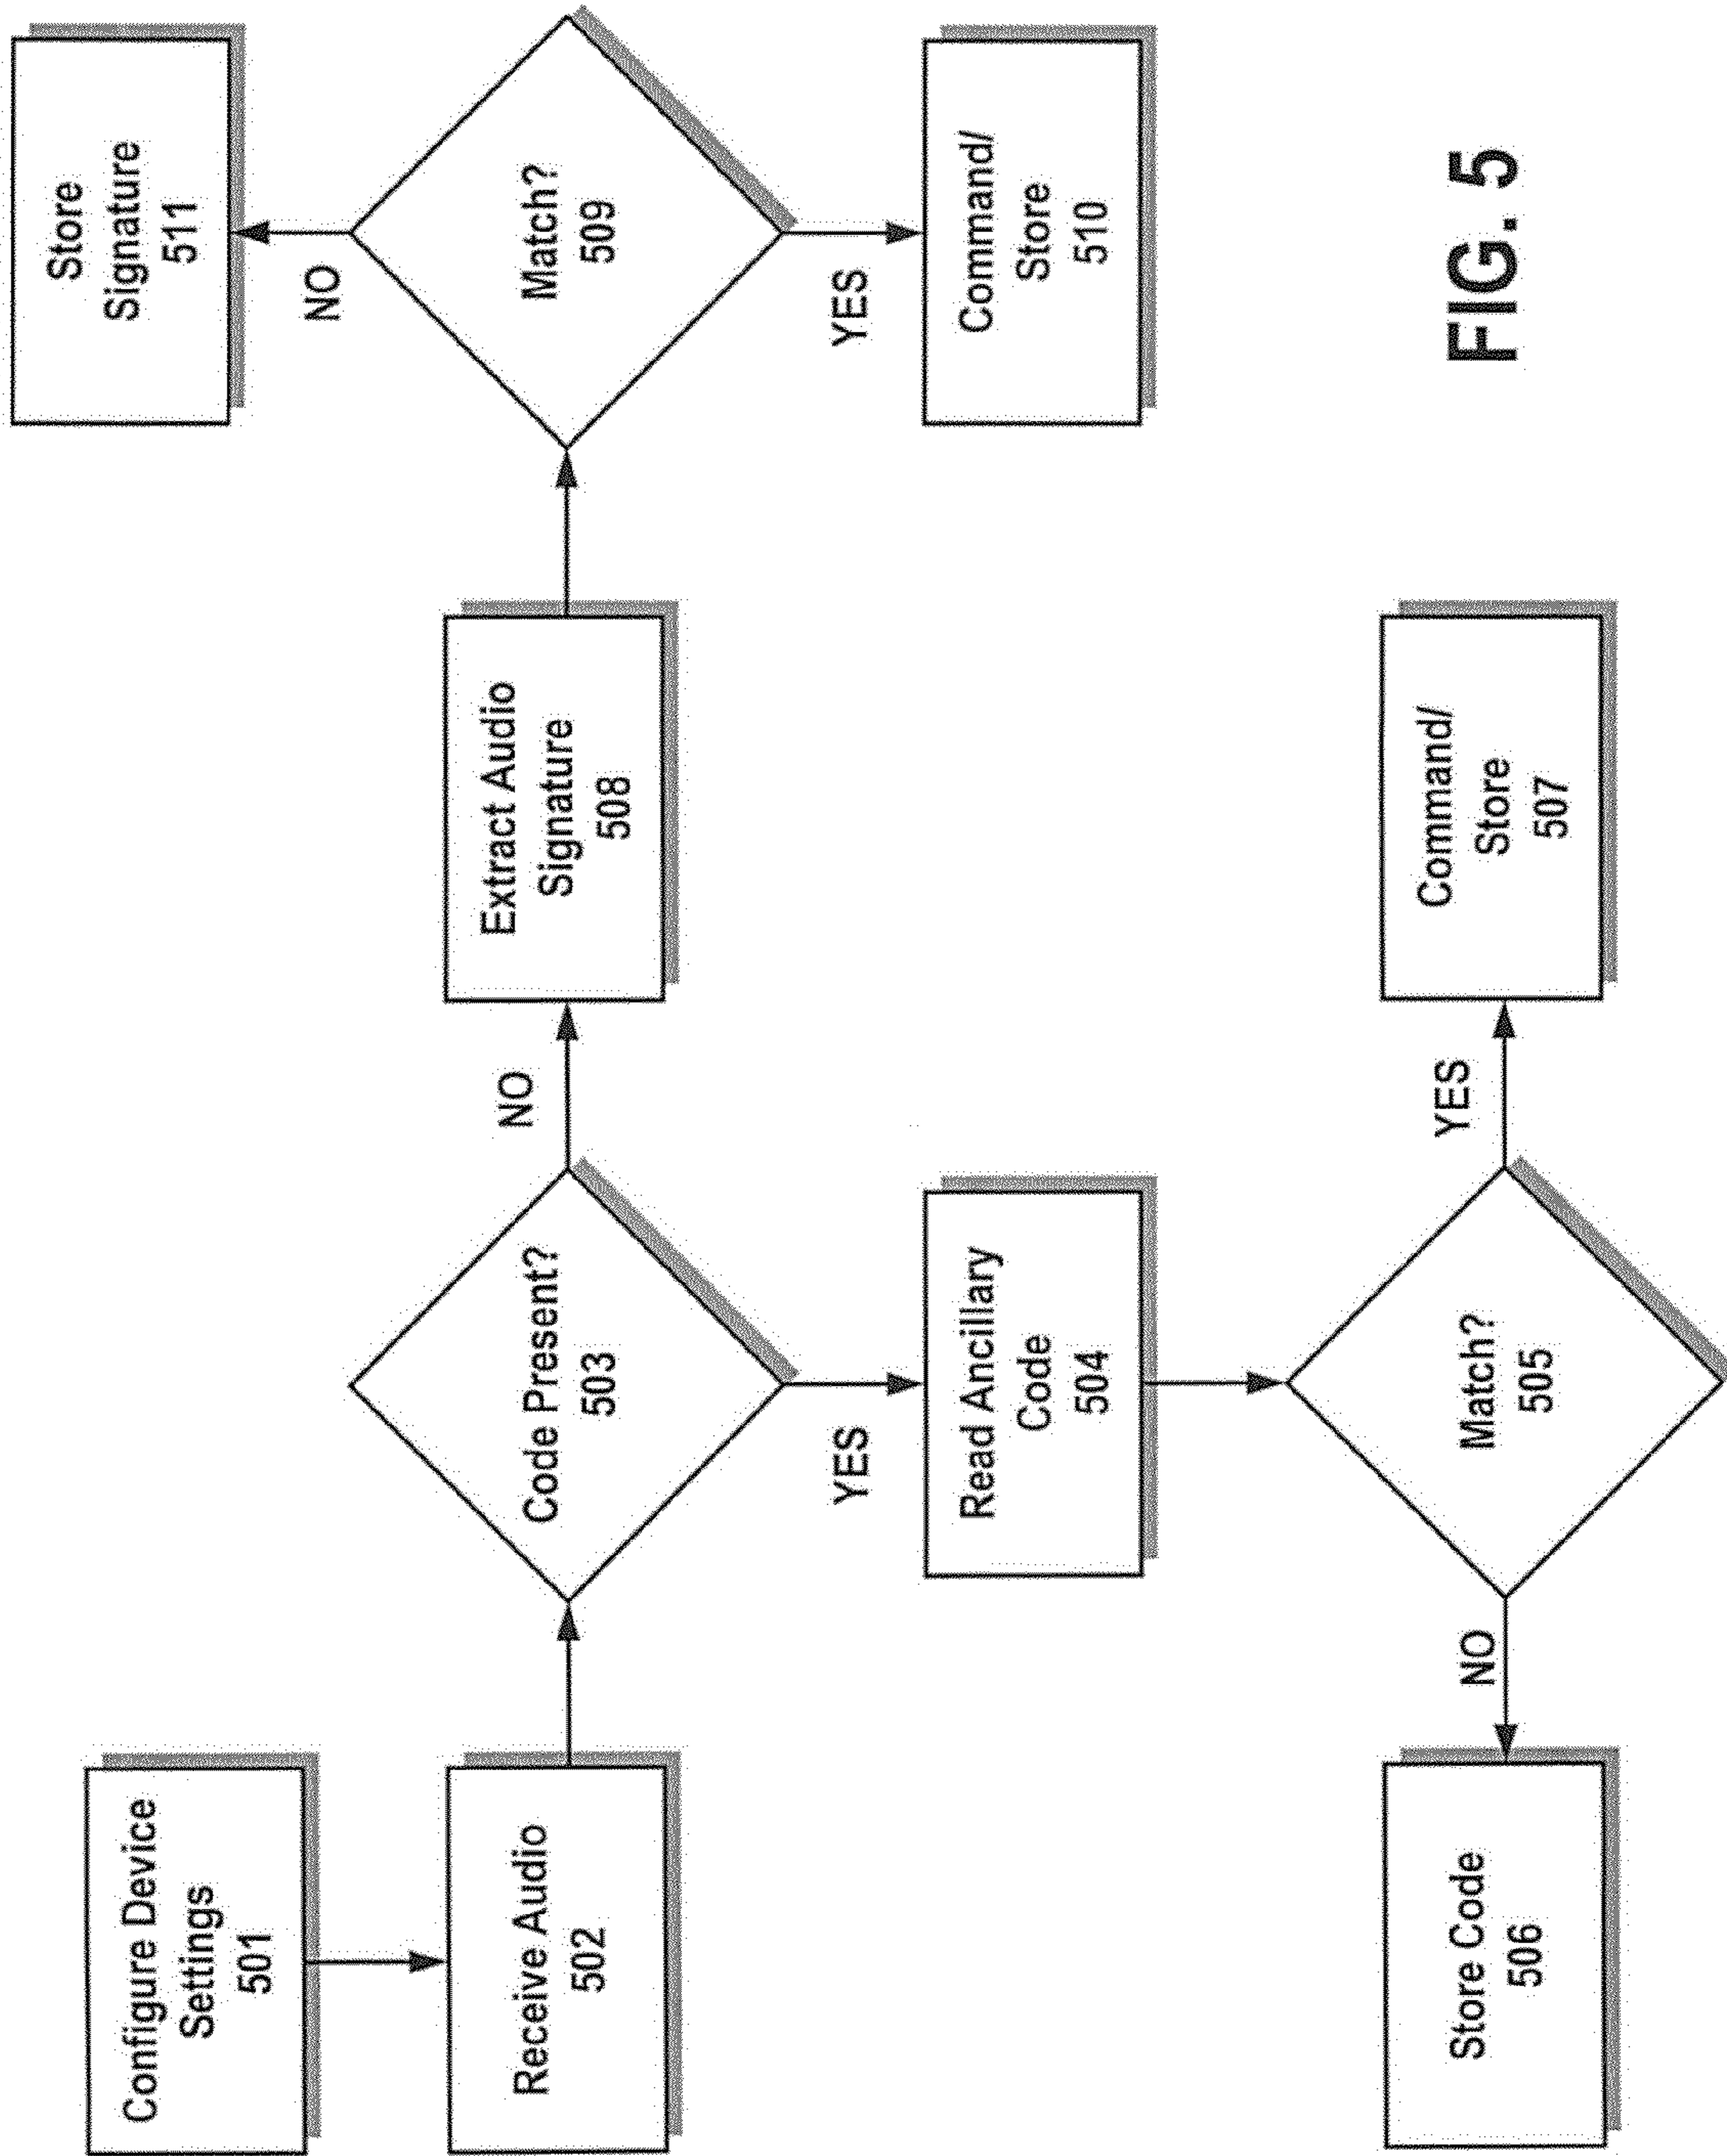 Configure Device
Settings
501
Receive Audio
502
Code Present?
503
YES
NO
Read Ancillary
Code
504
Match?
505
NO
YES
Store Code
506
Command/
Store
507
Extract Audio
Signature
508
Match?
509
YES
NO
Command/
Store
510
Store
Signature
511
FIG. 5